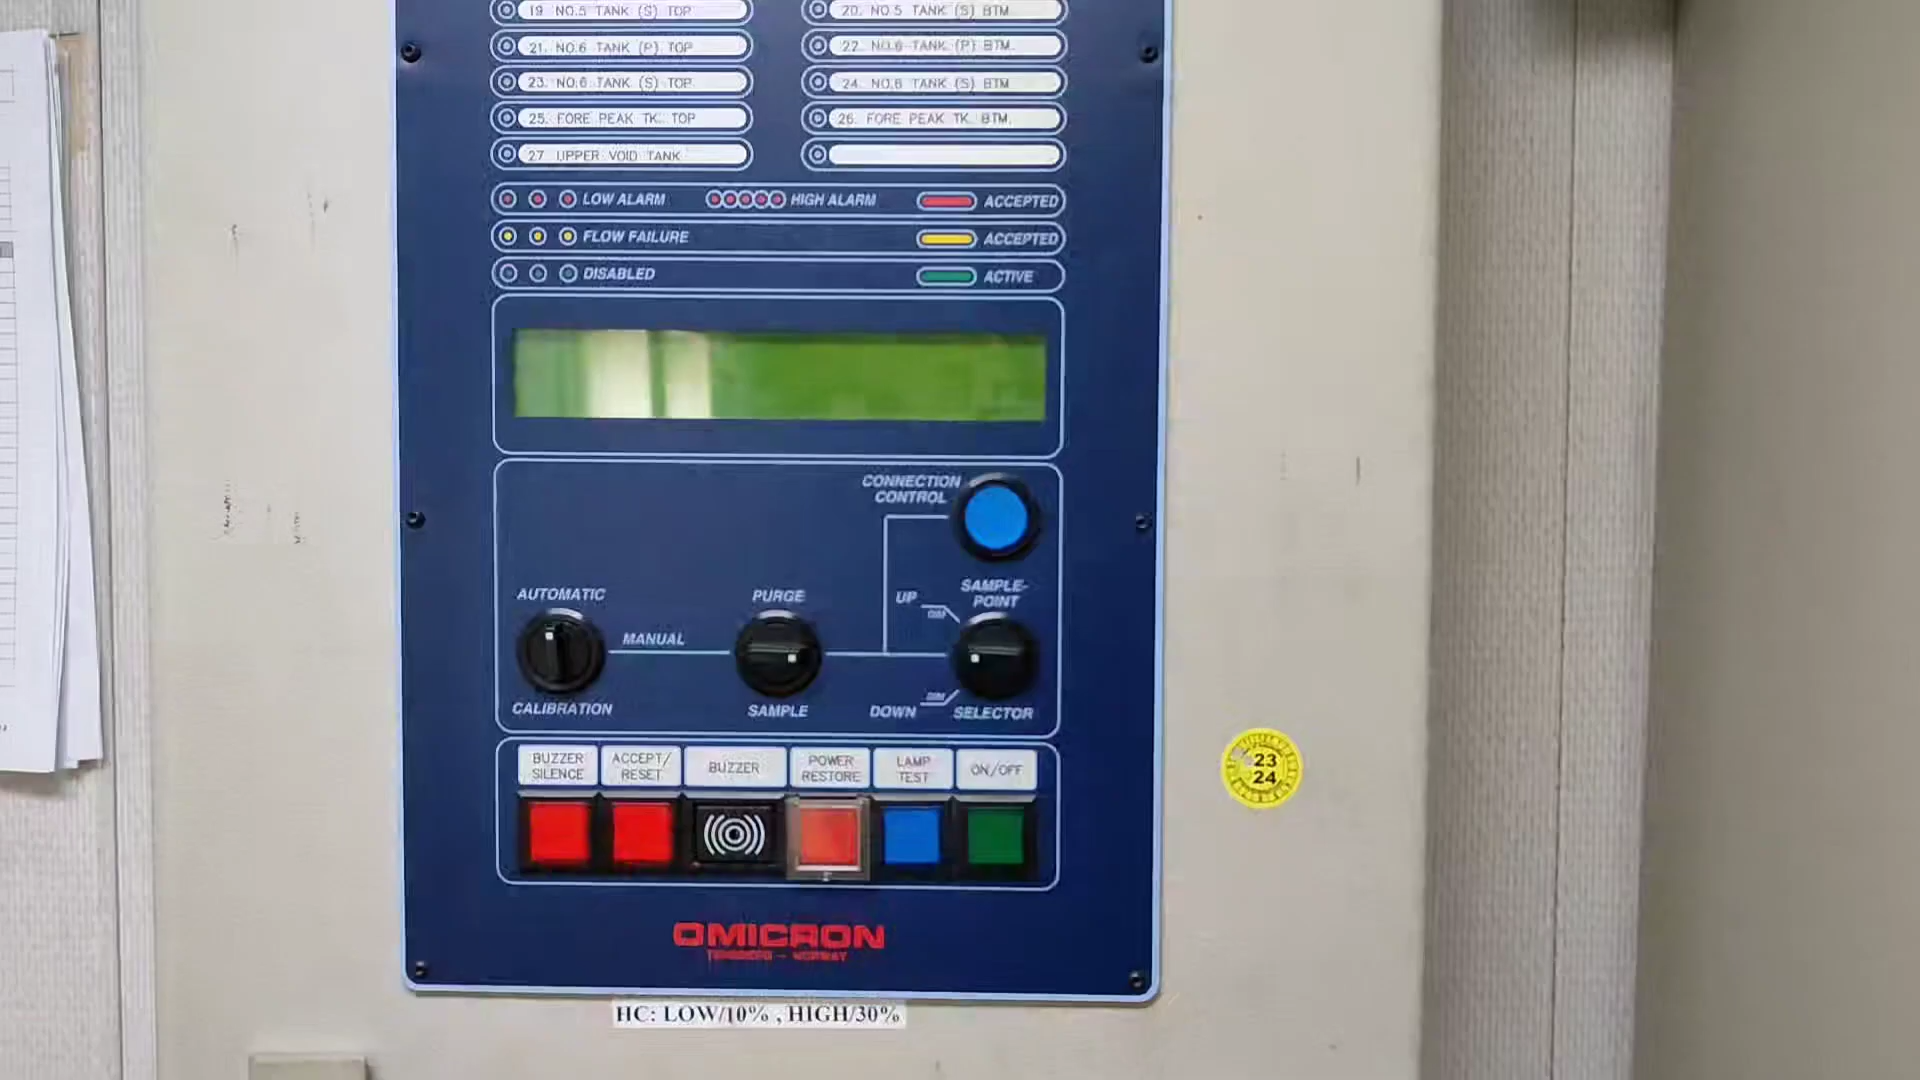 19. NO.5 TANK (S) TOP
20. NO.5 TANK (S) BTM
21. NO.6 TANK (P) TOP
22. NO.6 TANK (P) BTM.
23. NO.6 TANK (S) TOP
24. NO.6 TANK (S) BTM
25. FORE PEAK TK. TOP
26. FORE PEAK TK. BTM.
27 UPPER VOID TANK
LOW ALARM
HIGH ALARM
ACCEPTED
FLOW FAILURE
ACCEPTED
DISABLED
ACTIVE
CONNECTION
CONTROL
AUTOMATIC
MANUAL
CALIBRATION
PURGE
SAMPLE
UP
DIM
SAMPLE-
POINT
DIM
DOWN
SELECTOR
BUZZER
SILENCE
ACCEPT/
RESET
BUZZER
POWER
RESTORE
LAMP
TEST
ON/OFF
OMICRON
NORWAY
HC: LOW/10% , HIGH/30%
23
24